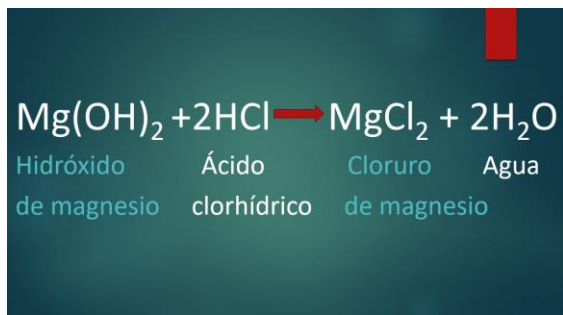 Mg(OH)₂ +2HCl → MgCl₂ + 2H₂O
Hidróxido Ácido Cloruro Agua
de magnesio clorhídrico de magnesio